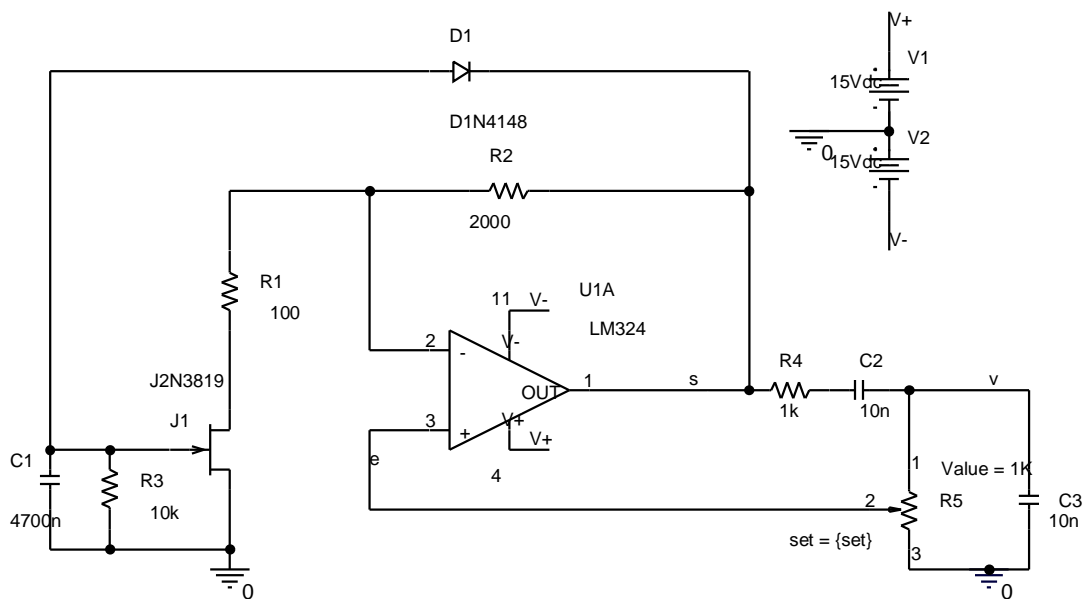 V+
D1
V1
15Vdc
D1N4148
V2
0
15Vdc
R2
2000
V-
R1
100
U1A
11
V-
LM324
V-
2
-
R4
C2
J2N3819
OUT
1
s
v
1k
10n
J1
3
+
V+
V+
C1
R3
e
4
1
Value = 1K
10k
2
R5
C3
4700n
10n
set = {set}
3
0
0